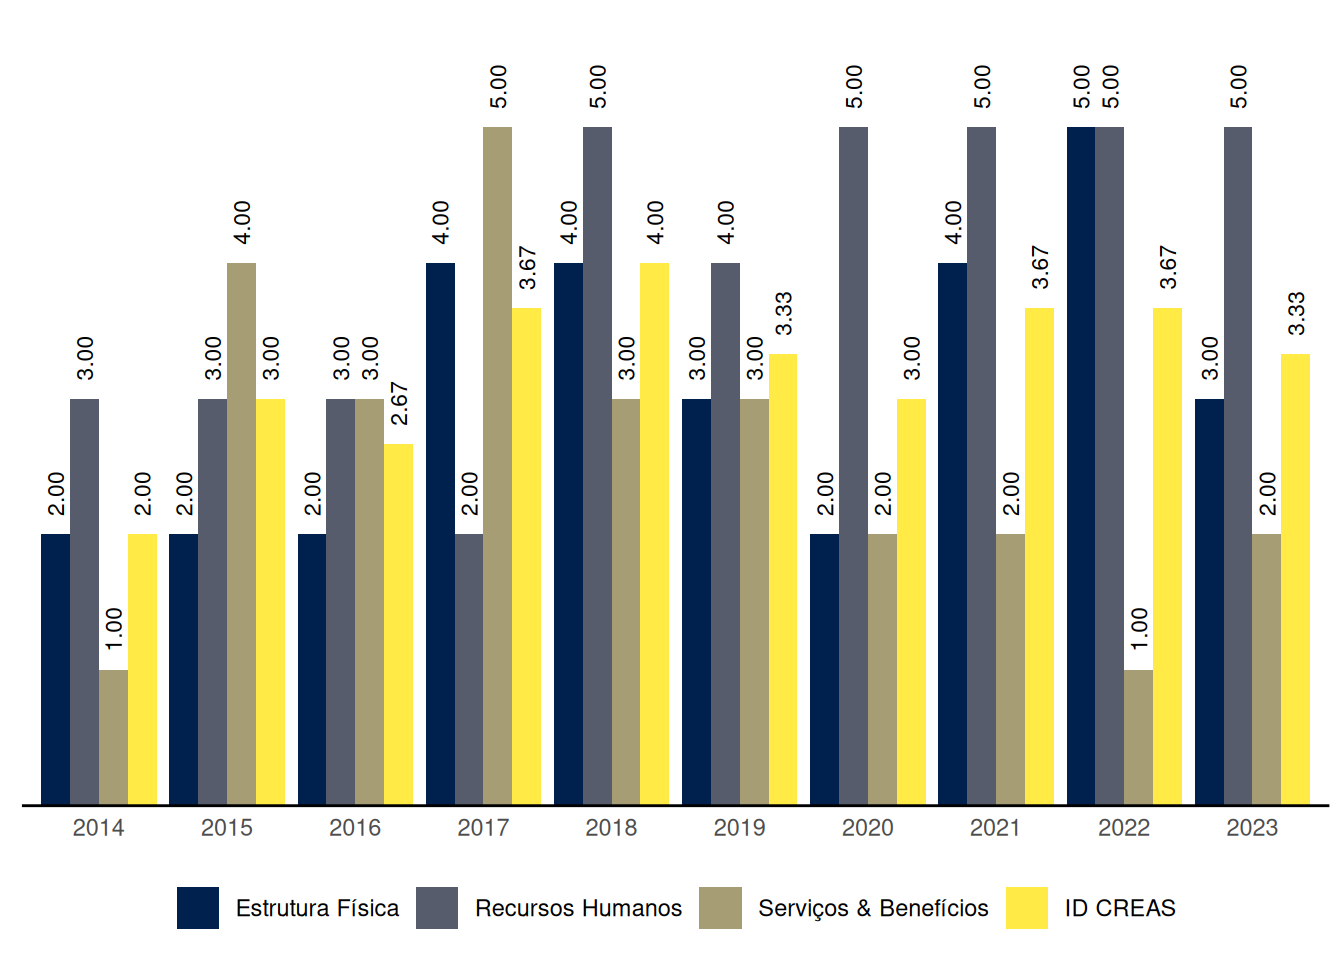 2.00 3.00 1.00 2.00
2.00 3.00 4.00 3.00
2.00 3.00 3.00 2.67
4.00 2.00 5.00 3.67
4.00 5.00 3.00 4.00
3.00 4.00 3.00 3.33
2.00 5.00 2.00 3.00
4.00 5.00 2.00 3.67
5.00 5.00 1.00 3.67
3.00 5.00 2.00 3.33
2014 2015 2016 2017 2018 2019 2020 2021 2022 2023
Estrutura Física Recursos Humanos Serviços & Benefícios ID CREAS